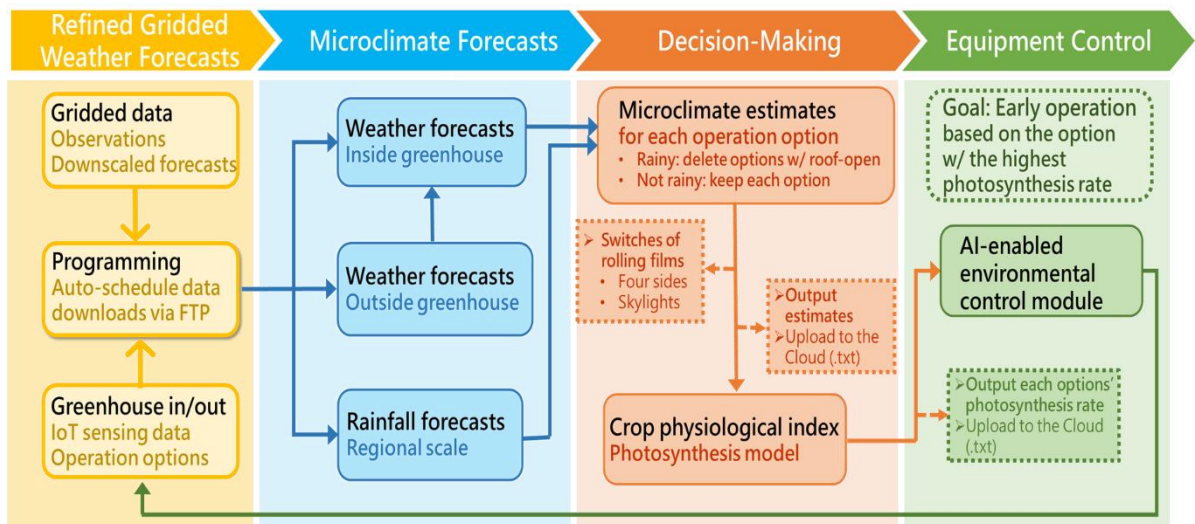 Refined Gridded
Weather Forecasts
Microclimate Forecasts
Decision-Making
Equipment Control
Gridded data
Observations
Downscaled forecasts
Programming
Auto-schedule data
downloads via FTP
Greenhouse in/out
IoT sensing data
Operation options
Weather forecasts
Inside greenhouse
Weather forecasts
Outside greenhouse
Rainfall forecasts
Regional scale
Microclimate estimates
for each operation option
• Rainy: delete options w/ roof-open
• Not rainy: keep each option
➢ Switches of
rolling films
• Four sides
• Skylights
➢ Output
estimates
➢ Upload to the
Cloud (.txt)
Crop physiological index
Photosynthesis model
Goal: Early operation
based on the option
w/ the highest
photosynthesis rate
AI-enabled
environmental
control module
➢ Output each options'
photosynthesis rate
➢ Upload to the Cloud
(.txt)